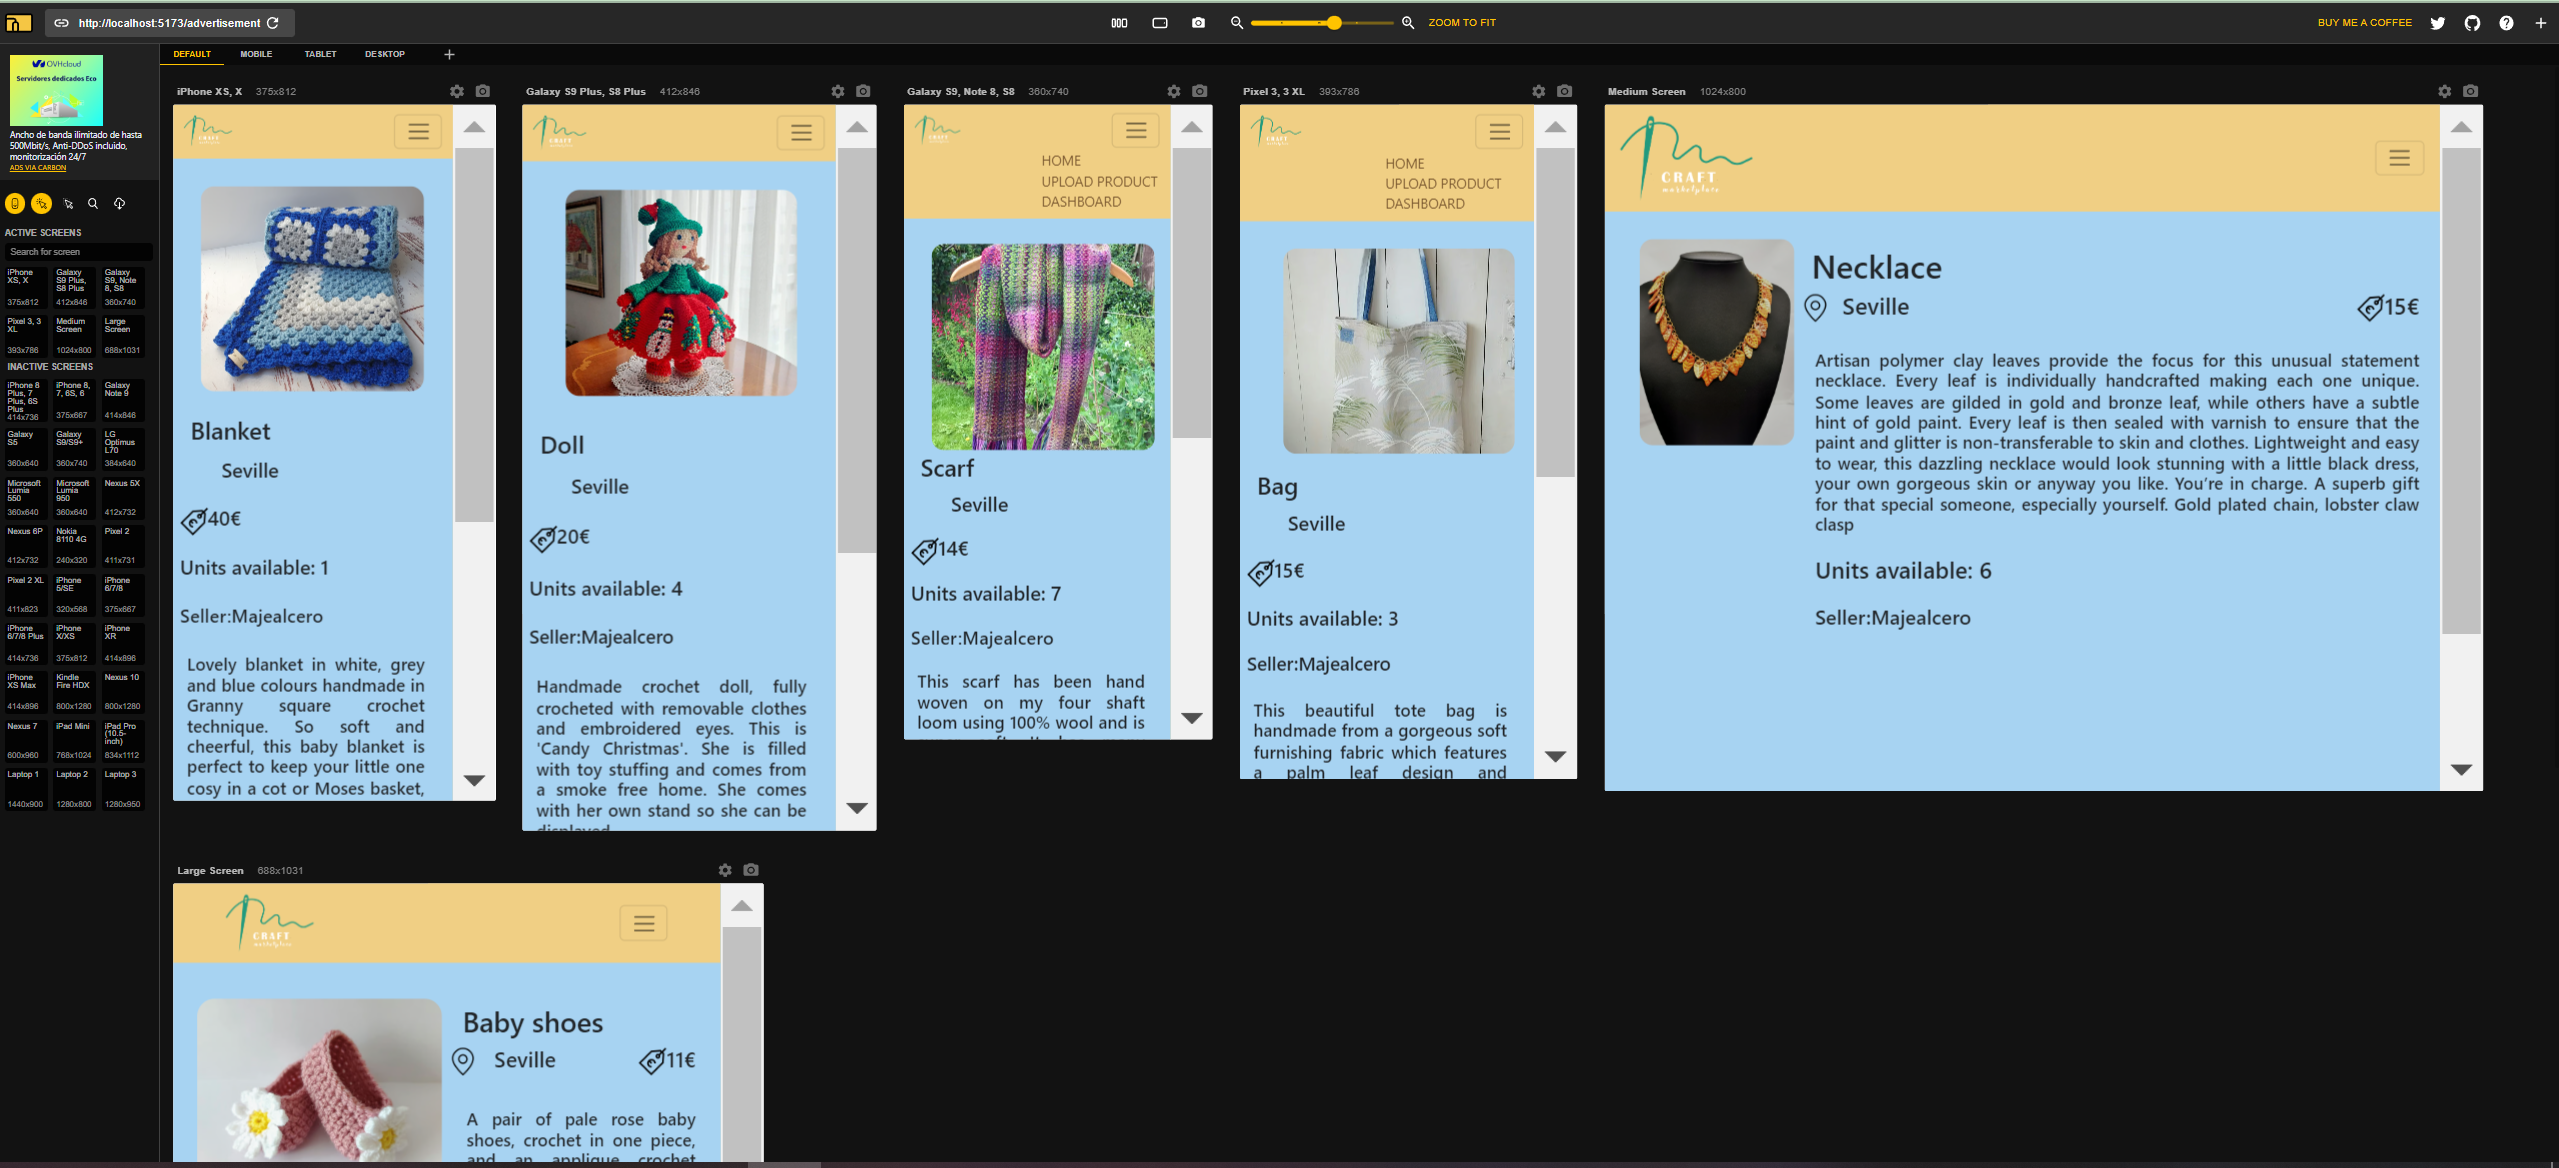 http://localhost:5173/advertisement
ZOOM TO FIT
BUY ME A COFFEE
DEFAULT
MOBILE
TABLET
DESKTOP
OVHcloud
Servidores dedicados Eco
Ancho de banda ilimitado de hasta
500Mbit/s, Anti-DDoS incluido,
monitorización 24/7
ADS VIA CARBON
ACTIVE SCREENS
Search for screen
iPhone XS, X
375x812
Galaxy S9 Plus, S8 Plus
412x846
Galaxy S9, Note 8, S8
360x740
Pixel 3, 3 XL
393x786
Medium Screen
1024x800
Large Screen
688x1031
INACTIVE SCREENS
iPhone 8 Plus, 7 Plus, 6S Plus
414x736
iPhone 8, 7, 6S, 6
375x667
Galaxy Note 9
414x846
Galaxy S5
360x640
Galaxy S9/S9+
360x740
LG Optimus L70
384x640
Microsoft Lumia 550
360x640
Microsoft Lumia 950
360x640
Nexus 5X
412x732
Nexus 6P
412x732
Nokia 8110 4G
240x320
Pixel 2
411x731
Pixel 2 XL
411x823
iPhone 5/SE
320x568
iPhone 6/7/8
375x667
iPhone 6/7/8 Plus
414x736
iPhone X/XS
375x812
iPhone XR
414x896
iPhone XS Max
414x896
Kindle Fire HDX
800x1280
Nexus 10
800x1280
Nexus 7
600x960
iPad Mini
768x1024
iPad Pro (10.5-inch)
834x1112
Laptop 1
1440x900
Laptop 2
1280x800
Laptop 3
1280x950
iPhone XS, X 375x812
CRAFT
Blanket
Seville
40€
Units available: 1
Seller:Majealcero
Lovely blanket in white, grey
and blue colours handmade in
Granny square crochet
technique. So soft and
cheerful, this baby blanket is
perfect to keep your little one
cosy in a cot or Moses basket,
Galaxy S9 Plus, S8 Plus 412x846
CRAFT
Doll
Seville
20€
Units available: 4
Seller:Majealcero
Handmade crochet doll, fully
crocheted with removable clothes
and embroidered eyes. This is
'Candy Christmas'. She is filled
with toy stuffing and comes from
a smoke free home. She comes
with her own stand so she can be
displayed
Galaxy S9, Note 8, S8 360x740
CRAFT
HOME
UPLOAD PRODUCT
DASHBOARD
Scarf
Seville
14€
Units available: 7
Seller:Majealcero
This scarf has been hand
woven on my four shaft
loom using 100% wool and is
Pixel 3, 3 XL 393x786
CRAFT
HOME
UPLOAD PRODUCT
DASHBOARD
Bag
Seville
15€
Units available: 3
Seller:Majealcero
This beautiful tote bag is
handmade from a gorgeous soft
furnishing fabric which features
a palm leaf design and
Medium Screen 1024x800
CRAFT
marketplace
Necklace
Seville
15€
Artisan polymer clay leaves provide the focus for this unusual statement
necklace. Every leaf is individually handcrafted making each one unique.
Some leaves are gilded in gold and bronze leaf, while others have a subtle
hint of gold paint. Every leaf is then sealed with varnish to ensure that the
paint and glitter is non-transferable to skin and clothes. Lightweight and easy
to wear, this dazzling necklace would look stunning with a little black dress,
your own gorgeous skin or anyway you like. You’re in charge. A superb gift
for that special someone, especially yourself. Gold plated chain, lobster claw
clasp
Units available: 6
Seller:Majealcero
Large Screen 688x1031
CRAFT
marketplace
Baby shoes
Seville
11€
A pair of pale rose baby
shoes, crochet in one piece,
and an applique crochet